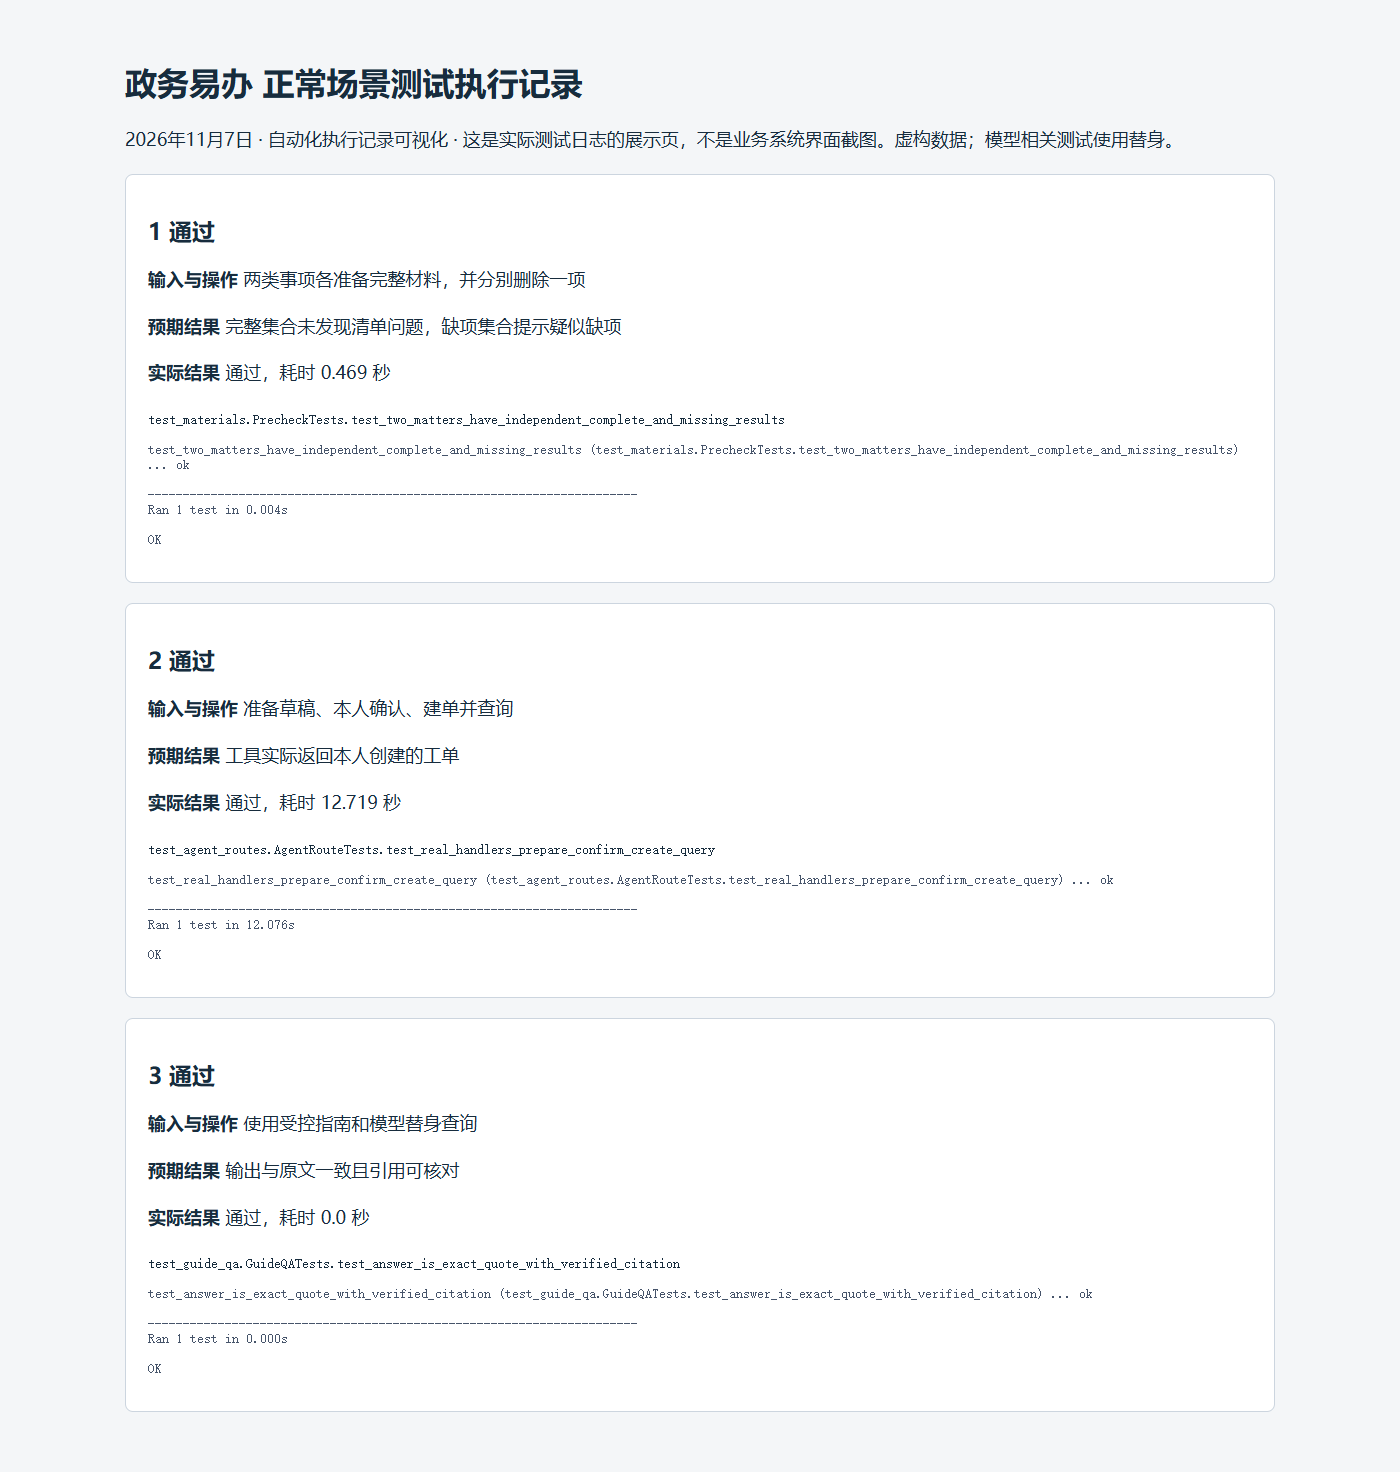 政务易办 正常场景测试执行记录
2026年11月7日 · 自动化执行记录可视化 · 这是实际测试日志的展示页，不是业务系统界面截图。虚构数据；模型相关测试使用替身。
1 通过
输入与操作 两类事项各准备完整材料，并分别删除一项
预期结果 完整集合未发现清单问题，缺项集合提示疑似缺项
实际结果 通过，耗时 0.469 秒
test_materials.PrecheckTests.test_two_matters_have_independent_complete_and_missing_results
test_two_matters_have_independent_complete_and_missing_results (test_materials.PrecheckTests.test_two_matters_have_independent_complete_and_missing_results)
... ok
----------------------------------------------------------------------
Ran 1 test in 0.004s
OK
2 通过
输入与操作 准备草稿、本人确认、建单并查询
预期结果 工具实际返回本人创建的工单
实际结果 通过，耗时 12.719 秒
test_agent_routes.AgentRouteTests.test_real_handlers_prepare_confirm_create_query
test_real_handlers_prepare_confirm_create_query (test_agent_routes.AgentRouteTests.test_real_handlers_prepare_confirm_create_query) ... ok
----------------------------------------------------------------------
Ran 1 test in 12.076s
OK
3 通过
输入与操作 使用受控指南和模型替身查询
预期结果 输出与原文一致且引用可核对
实际结果 通过，耗时 0.0 秒
test_guide_qa.GuideQATests.test_answer_is_exact_quote_with_verified_citation
test_answer_is_exact_quote_with_verified_citation (test_guide_qa.GuideQATests.test_answer_is_exact_quote_with_verified_citation) ... ok
----------------------------------------------------------------------
Ran 1 test in 0.000s
OK